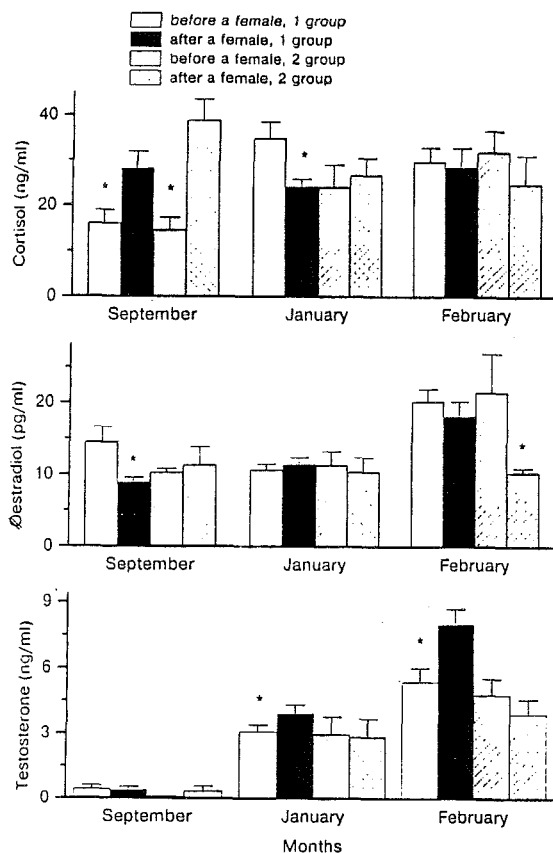 before a female, 1 group
after a female, 1 group
before a female, 2 group
after a female, 2 group
40
20
0
Cortisol (ng/ml)
* * *
September January February
20
10
0
Oestradiol (pg/ml)
* *
September January February
9
6
3
0
Testosterone (ng/ml)
* *
September January February
Months